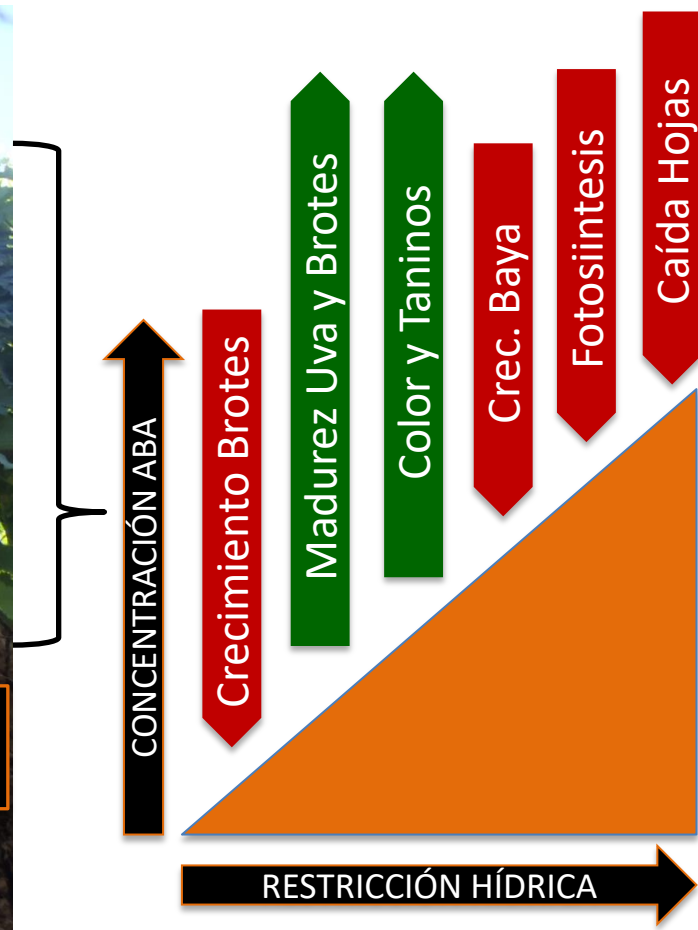 CONCENTRACIÓN ABA
Crecimiento Brotes
Madurez Uva y Brotes
Color y Taninos
Crec. Baya
Fotosiintesis
Caída Hojas
RESTRICCIÓN HÍDRICA